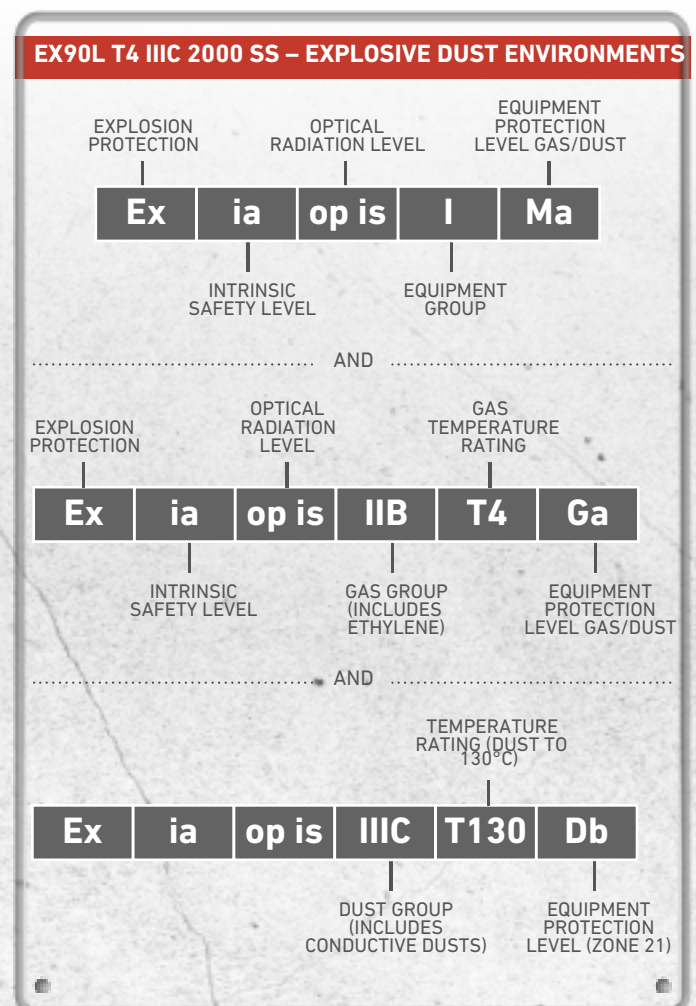 EX90L T4 IIIC 2000 SS – EXPLOSIVE DUST ENVIRONMENTS
EXPLOSION
PROTECTION
OPTICAL
RADIATION LEVEL
EQUIPMENT
PROTECTION
LEVEL GAS/DUST
Ex ia op is I Ma
INTRINSIC
SAFETY LEVEL
EQUIPMENT
GROUP
AND
EXPLOSION
PROTECTION
OPTICAL
RADIATION
LEVEL
GAS
TEMPERATURE
RATING
Ex ia op is IIB T4 Ga
INTRINSIC
SAFETY LEVEL
GAS GROUP
(INCLUDES
ETHYLENE)
EQUIPMENT
PROTECTION
LEVEL GAS/DUST
AND
TEMPERATURE
RATING (DUST TO
130°C)
Ex ia op is IIIC T130 Db
DUST GROUP
(INCLUDES
CONDUCTIVE DUSTS)
EQUIPMENT
PROTECTION
LEVEL (ZONE 21)